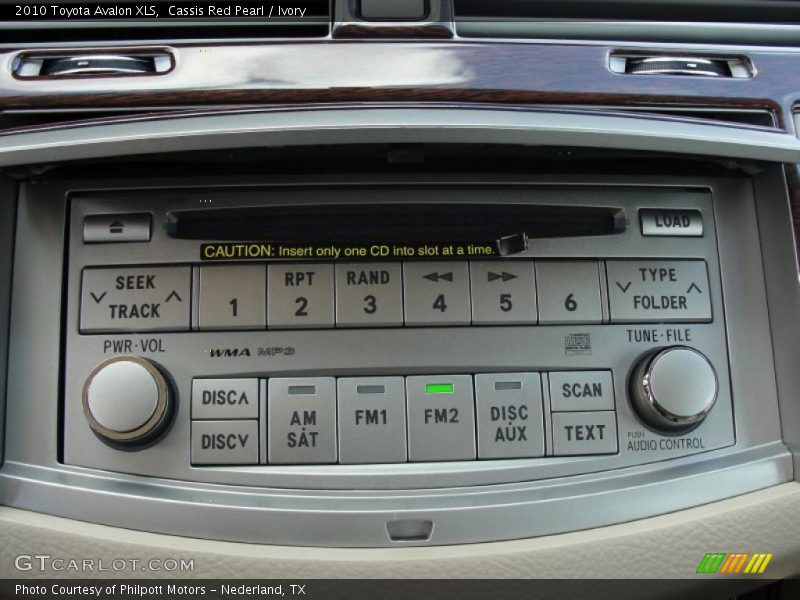 2010 Toyota Avalon XLS,  Cassis Red Pearl / Ivory
LOAD
CAUTION: Insert only one CD into slot at a time.
SEEK
TRACK
1
RPT
2
RAND
3
4
5
6
TYPE
FOLDER
PWR·VOL
WMA MP3
TUNE·FILE
DISC
DISC
AM
SAT
FM1
FM2
DISC
AUX
SCAN
TEXT
PUSH
AUDIO CONTROL
GTCARLOT.COM
Photo Courtesy of Philpott Motors - Nederland, TX